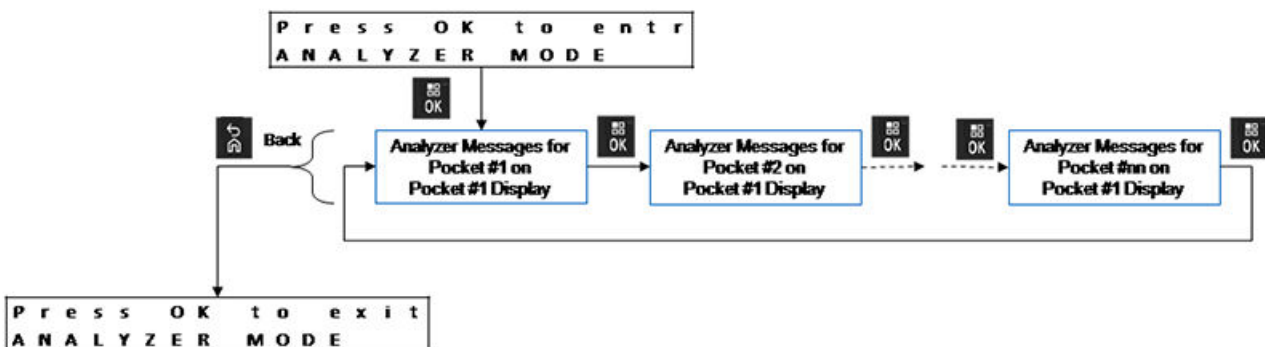 Press OK to entr
ANALYZER MODE
OK
Back
Analyzer Messages for
Pocket #1 on
Pocket #1 Display
OK
Analyzer Messages for
Pocket #2 on
Pocket #1 Display
OK
OK
Analyzer Messages for
Pocket #nn on
Pocket #1 Display
OK
Press OK to exit
ANALYZER MODE